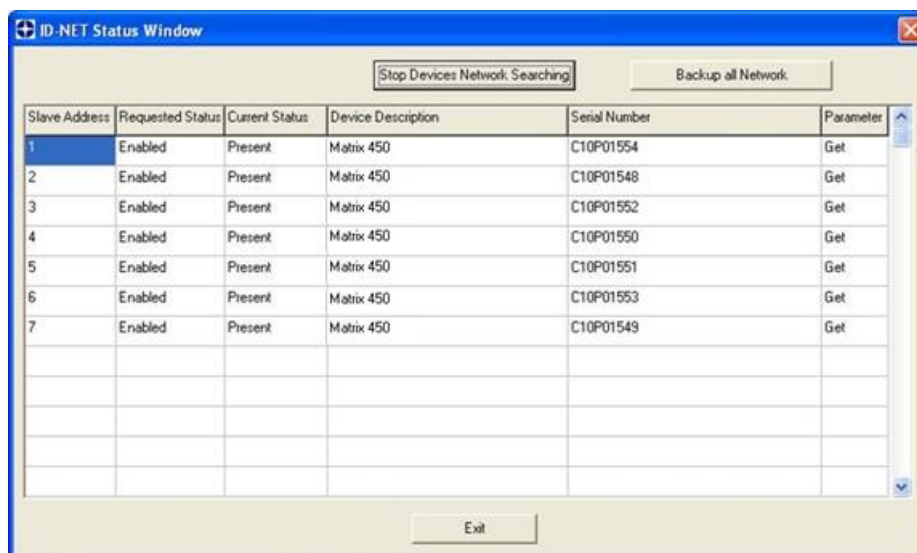 ID-NET Status Window
Stop Devices Network Searching Backup all Network
Slave Address Requested Status Current Status Device Description Serial Number Parameter
1 Enabled Present Matrix 450 C10P01554 Get
2 Enabled Present Matrix 450 C10P01548 Get
3 Enabled Present Matrix 450 C10P01552 Get
4 Enabled Present Matrix 450 C10P01550 Get
5 Enabled Present Matrix 450 C10P01551 Get
6 Enabled Present Matrix 450 C10P01553 Get
7 Enabled Present Matrix 450 C10P01549 Get
Exit